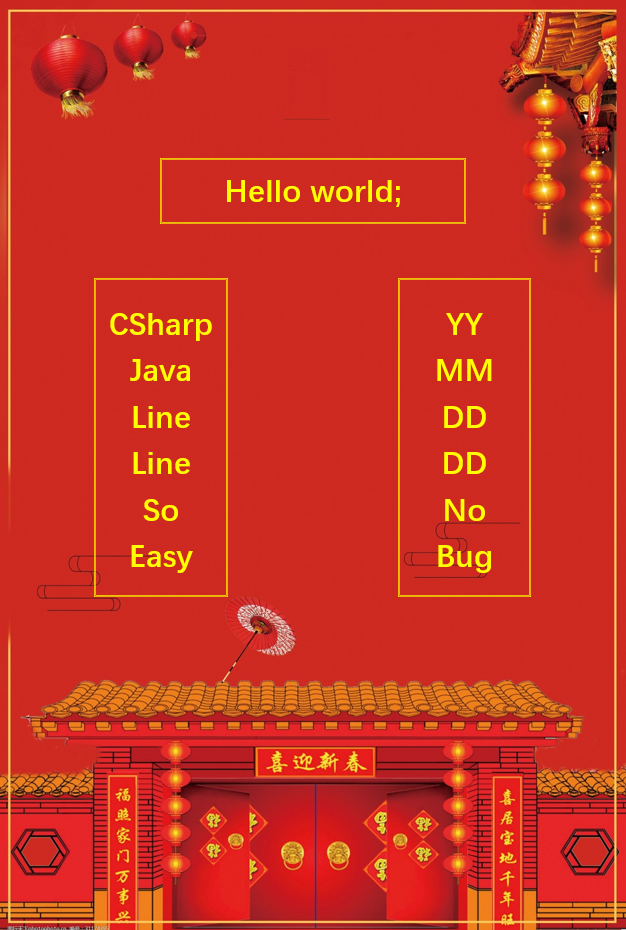 Hello world;
CSharp
Java
Line
Line
So
Easy
YY
MM
DD
DD
No
Bug
喜迎新春
福照家门万事兴
喜居宝地千年旺